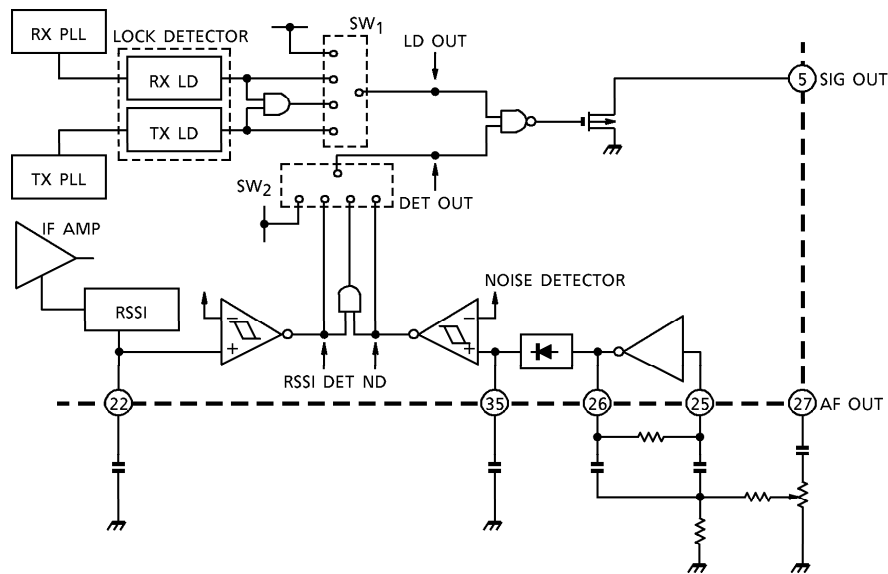 RX PLL
LOCK DETECTOR
SW1
LD OUT
RX LD
5 SIG OUT
TX LD
TX PLL
SW2
DET OUT
IF AMP
NOISE DETECTOR
RSSI
−
−
+
+
RSSI DET ND
22
35
26
25
27 AF OUT